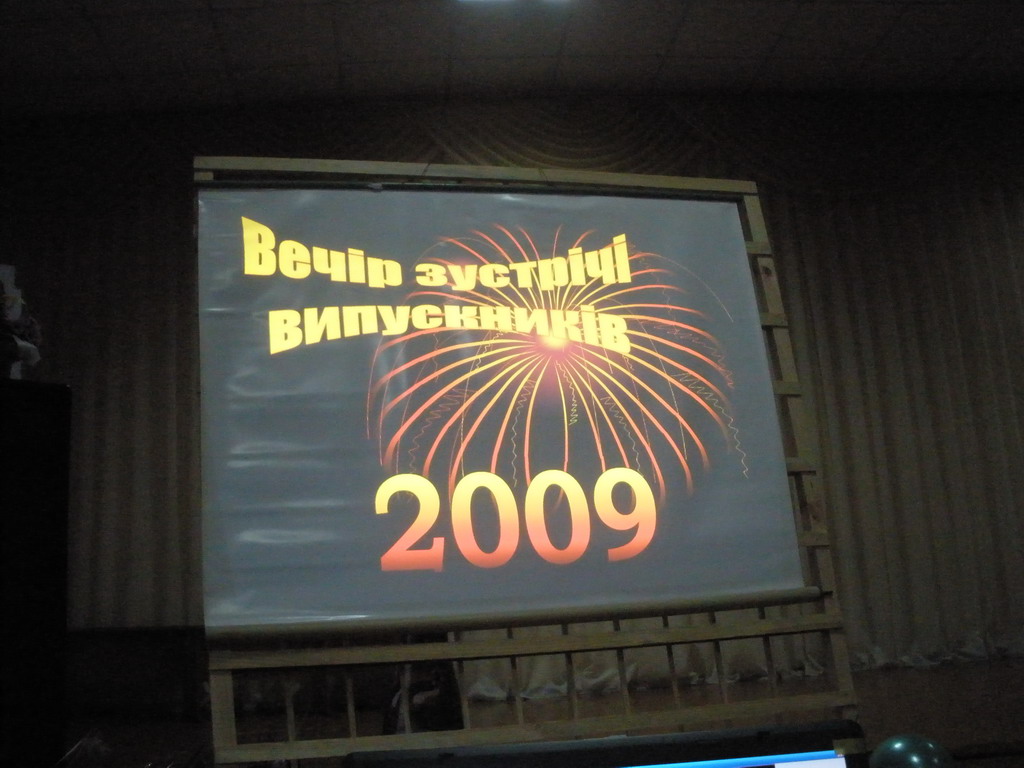 Вечір зустрічі
випускників
2009